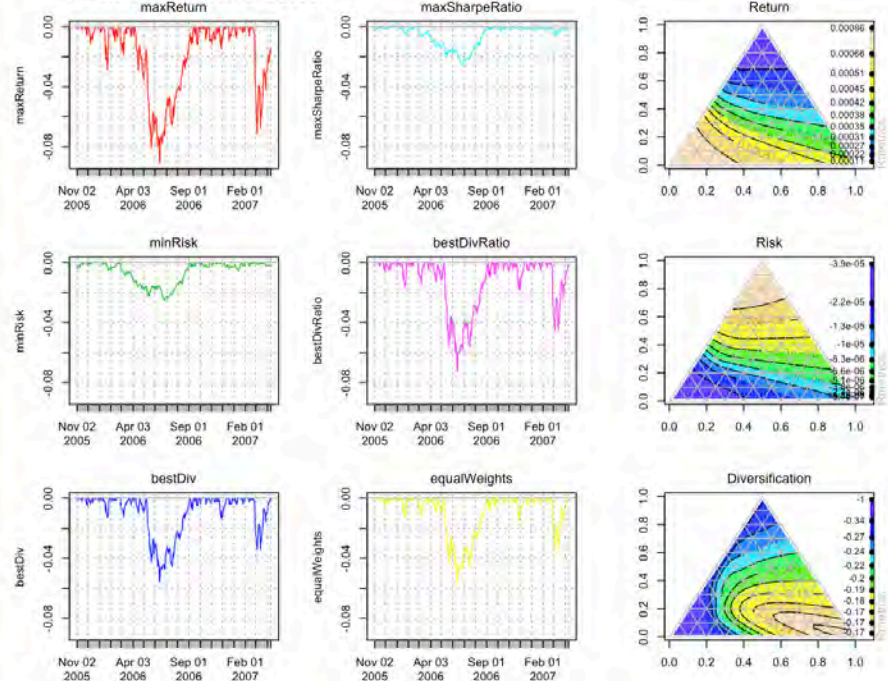 maxReturn
maxReturn
0.00
-0.04
-0.08
Nov 02 2005
Apr 03 2006
Sep 01 2006
Feb 01 2007
maxSharpeRatio
maxSharpeRatio
0.00
-0.04
-0.08
Nov 02 2005
Apr 03 2006
Sep 01 2006
Feb 01 2007
Return
0.0 0.2 0.4 0.6 0.8 1.0
0.0 0.2 0.4 0.6 0.8 1.0
0.00086
0.00066
0.00051
0.00045
0.00042
0.00038
0.00035
0.00031
0.00027
0.00022
0.00011
minRisk
minRisk
0.00
-0.04
-0.08
Nov 02 2005
Apr 03 2006
Sep 01 2006
Feb 01 2007
bestDivRatio
bestDivRatio
0.00
-0.04
-0.08
Nov 02 2005
Apr 03 2006
Sep 01 2006
Feb 01 2007
Risk
0.0 0.2 0.4 0.6 0.8 1.0
0.0 0.2 0.4 0.6 0.8 1.0
-3.9e-05
-2.2e-05
-1.3e-05
-1e-05
bestDiv
bestDiv
0.00
-0.04
-0.08
Nov 02 2005
Apr 03 2006
Sep 01 2006
Feb 01 2007
equalWeights
equalWeights
0.00
-0.04
-0.08
Nov 02 2005
Apr 03 2006
Sep 01 2006
Feb 01 2007
Diversification
0.0 0.2 0.4 0.6 0.8 1.0
0.0 0.2 0.4 0.6 0.8 1.0
-1
-0.34
-0.27
-0.24
-0.22
-0.2
-0.19
-0.18
-0.17
-0.17